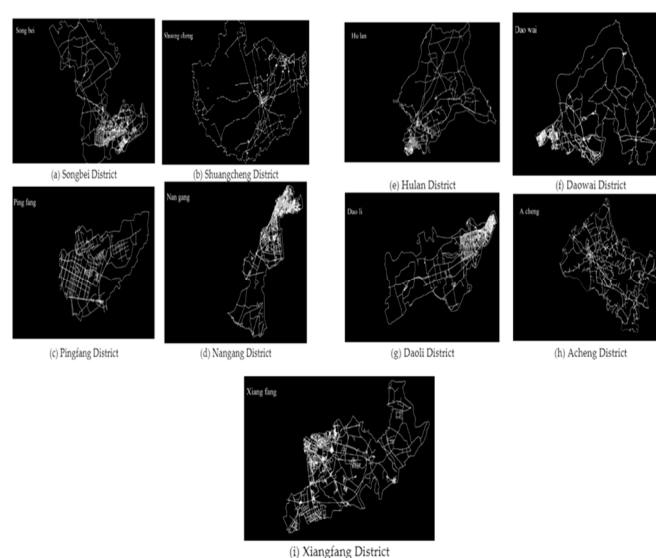 Song bei
Shuang cheng
(a) Songbei District
(b) Shuangcheng District
Ping fang
Nan gang
(c) Pingfang District
(d) Nangang District
Hu lan
Dao wai
(e) Hulan District
(f) Daowai District
Dao li
A cheng
(g) Daoli District
(h) Acheng District
Xiang fang
(i) Xiangfang District